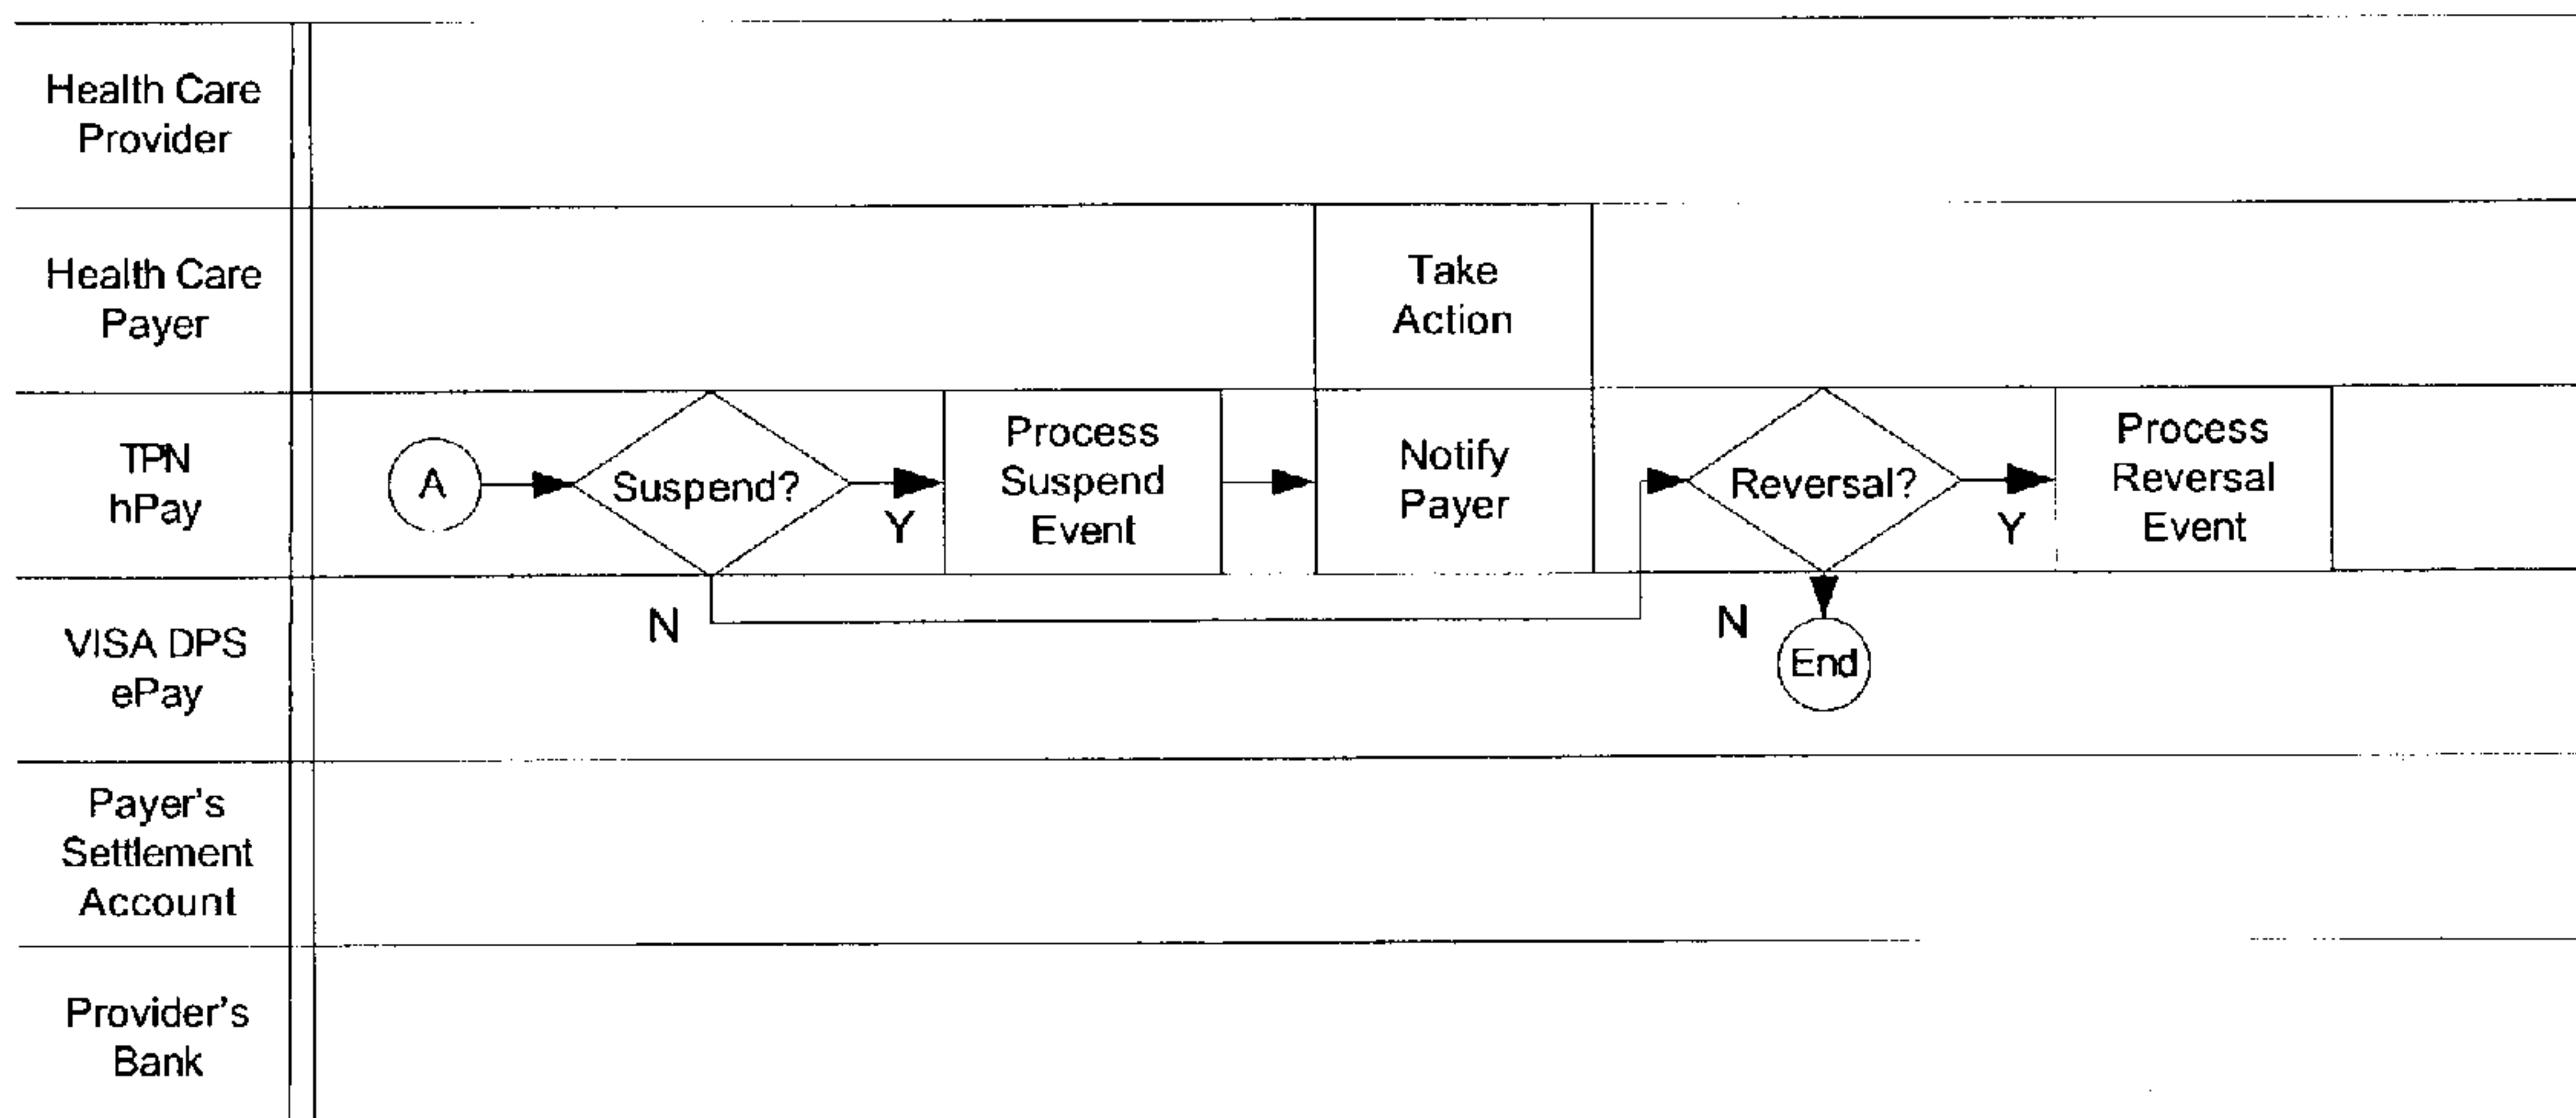 Health Care
Provider
Health Care
Payer
Take
Action
TPN
hPay
A
Suspend?
Y
Process
Suspend
Event
Notify
Payer
Reversal?
Y
Process
Reversal
Event
VISA DPS
ePay
N
N
End
Payer's
Settlement
Account
Provider's
Bank